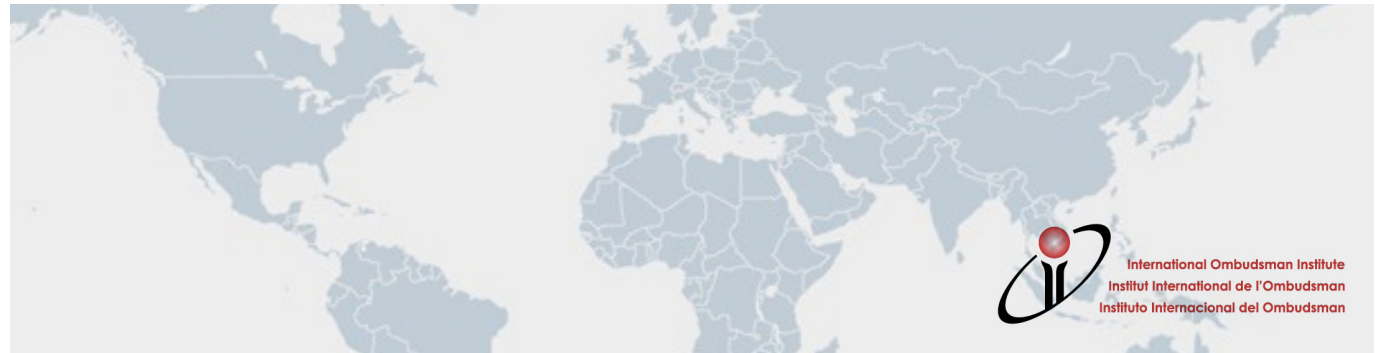 International Ombudsman Institute
Institut International de l'Ombudsman
Instituto Internacional del Ombudsman